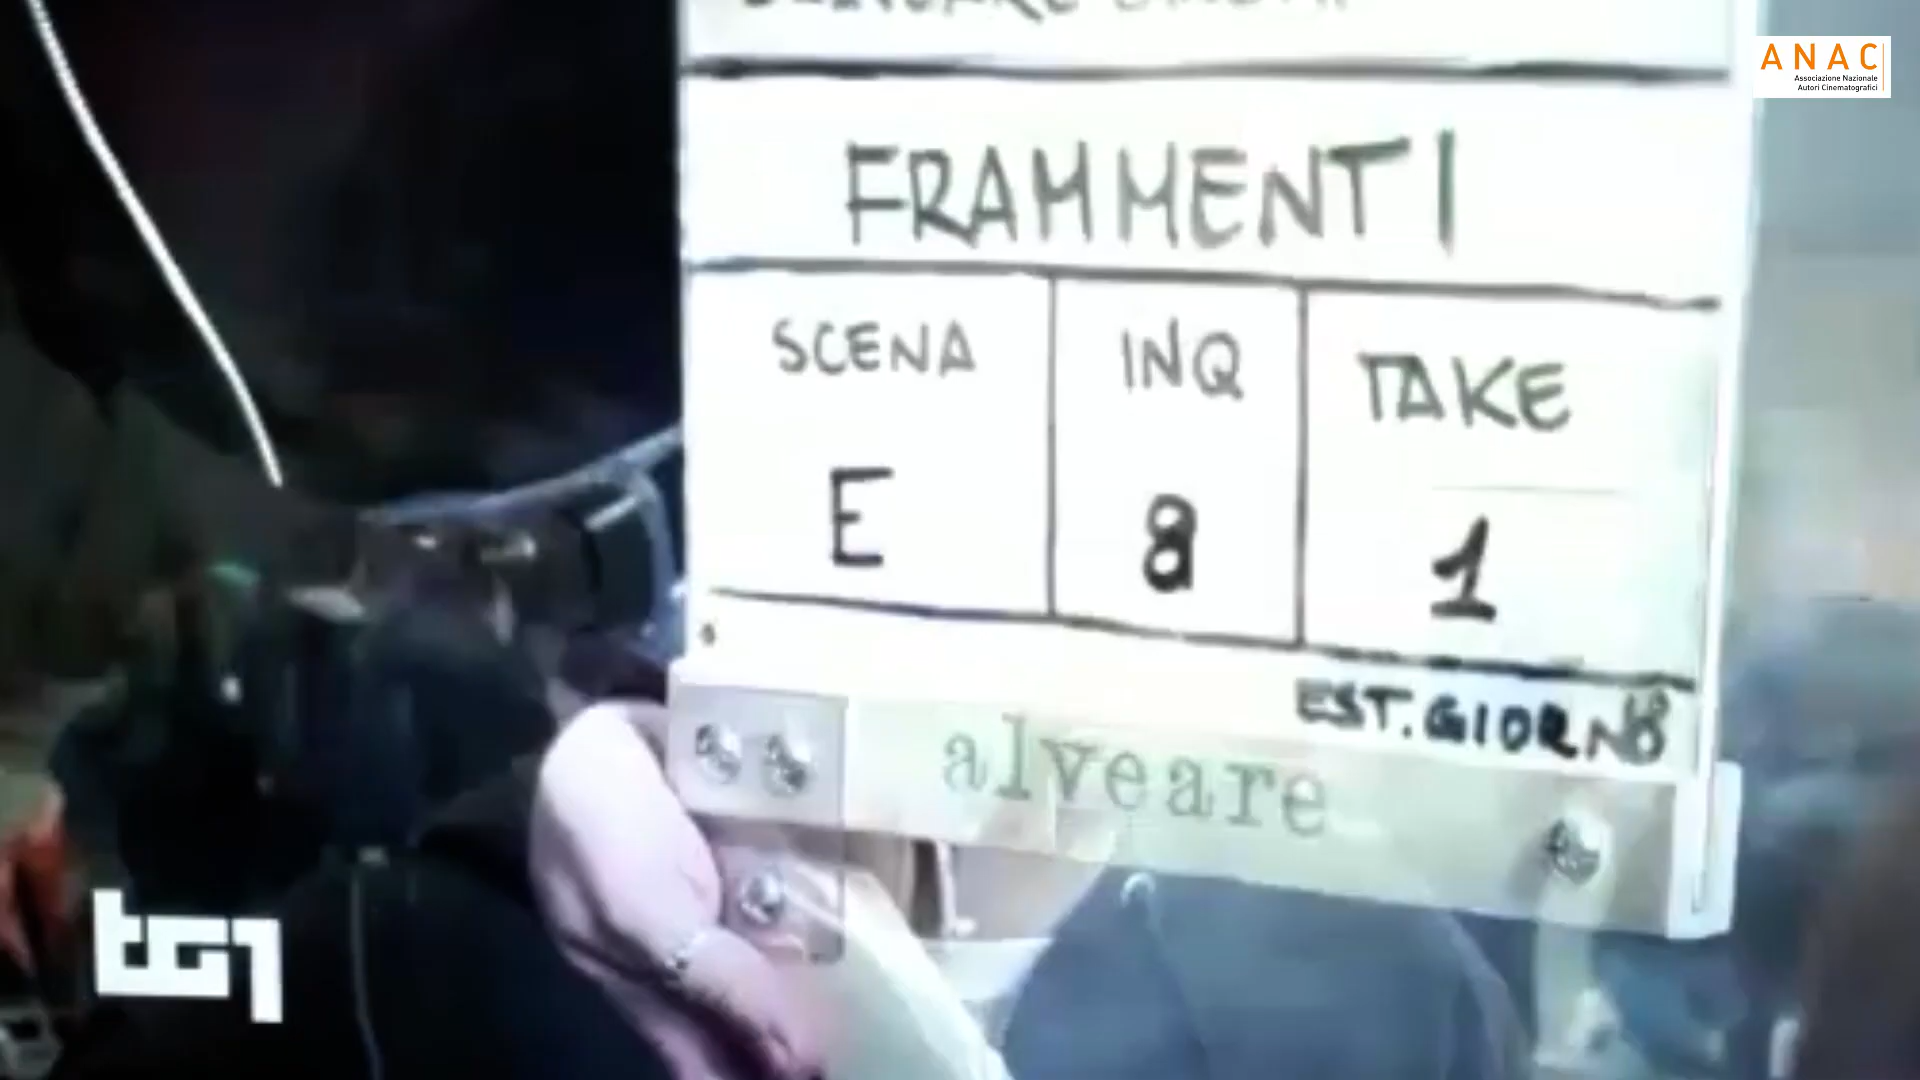 ANAC
Associazione Nazionale
Autori Cinematografici
FRAMMENTI
SCENA INQ TAKE
E 8 1
EST. GIORNO
alveare
tg1